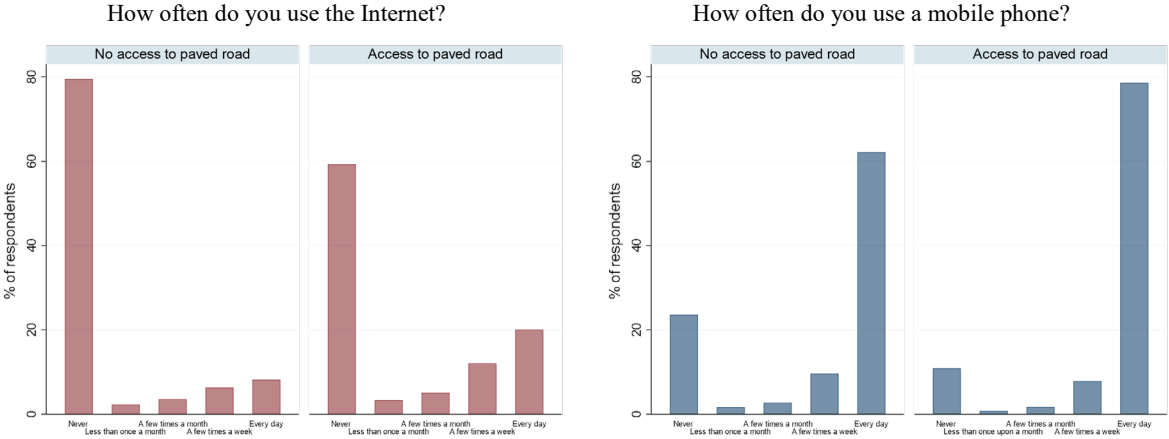 How often do you use the Internet?
No access to paved road
Access to paved road
% of respondents
80
60
40
20
0
Never
A few times a month
Every day
Less than once a month
A few times a week
Never
A few times a month
Every day
Less than once a month
A few times a week
How often do you use a mobile phone?
No access to paved road
Access to paved road
% of respondents
80
60
40
20
0
Never
A few times a month
Every day
Less than once a month
A few times a week
Never
A few times a month
Every day
Less than once upon a month
A few times a week